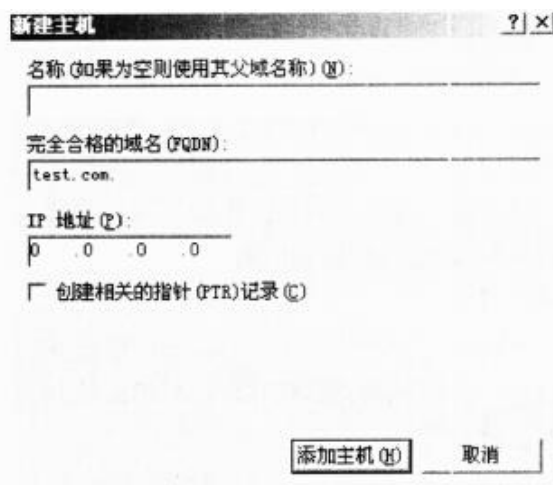 新建主机
名称(如果为空则使用其父域名称)(N):
完全合格的域名(FQDN):
test.com.
IP 地址(P):
0 .0 .0 .0
创建相关的指针(PTR)记录(C)
添加主机(H) 取消